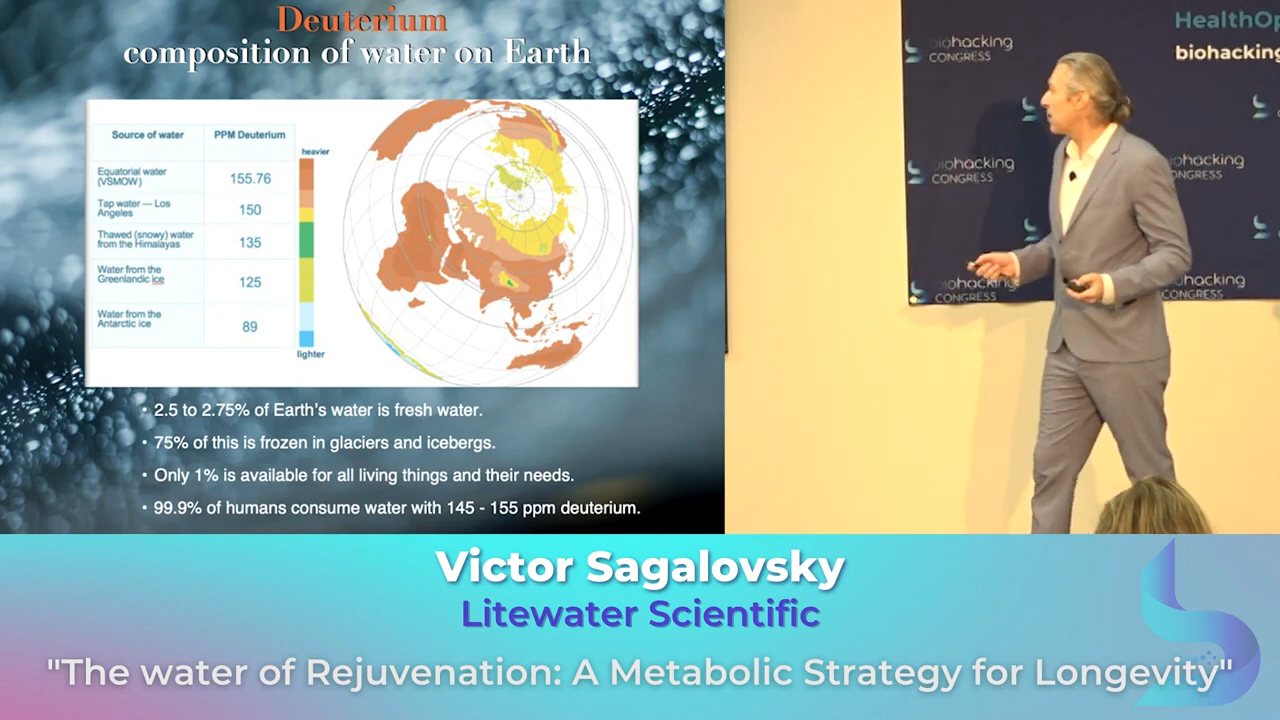 Deuterium
composition of water on Earth
Source of water PPM Deuterium
Equatorial water
(VSMOW)
155.76
Tap water — Los
Angeles
150
Thawed (snowy) water
from the Himalayas
135
Water from the
Greenlandic ice
125
Water from the
Antarctic ice
89
heavier
lighter
• 2.5 to 2.75% of Earth's water is fresh water.
• 75% of this is frozen in glaciers and icebergs.
• Only 1% is available for all living things and their needs.
• 99.9% of humans consume water with 145 - 155 ppm deuterium.
HealthOp
biohacking
biohacking
CONGRESS
biohacking
CONGRESS
biohacking
CONGRESS
biohacking
CONGRESS
biohacking
CONGRESS
Victor Sagalovsky
Litewater Scientific
"The water of Rejuvenation: A Metabolic Strategy for Longevity"